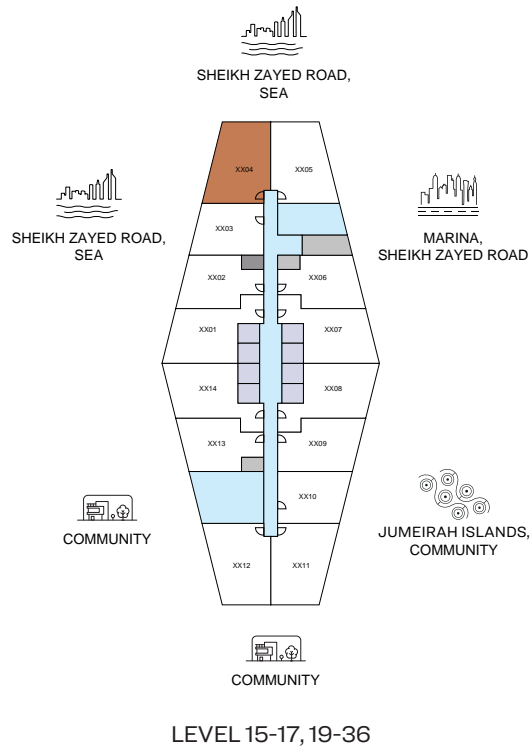 SHEIKH ZAYED ROAD,
SEA
XX04
XX05
SHEIKH ZAYED ROAD,
SEA
XX03
MARINA,
SHEIKH ZAYED ROAD
XX02
XX06
XX01
XX07
XX14
XX08
XX13
XX09
XX10
COMMUNITY
JUMEIRAH ISLANDS,
COMMUNITY
XX12
XX11
COMMUNITY
LEVEL 15-17, 19-36